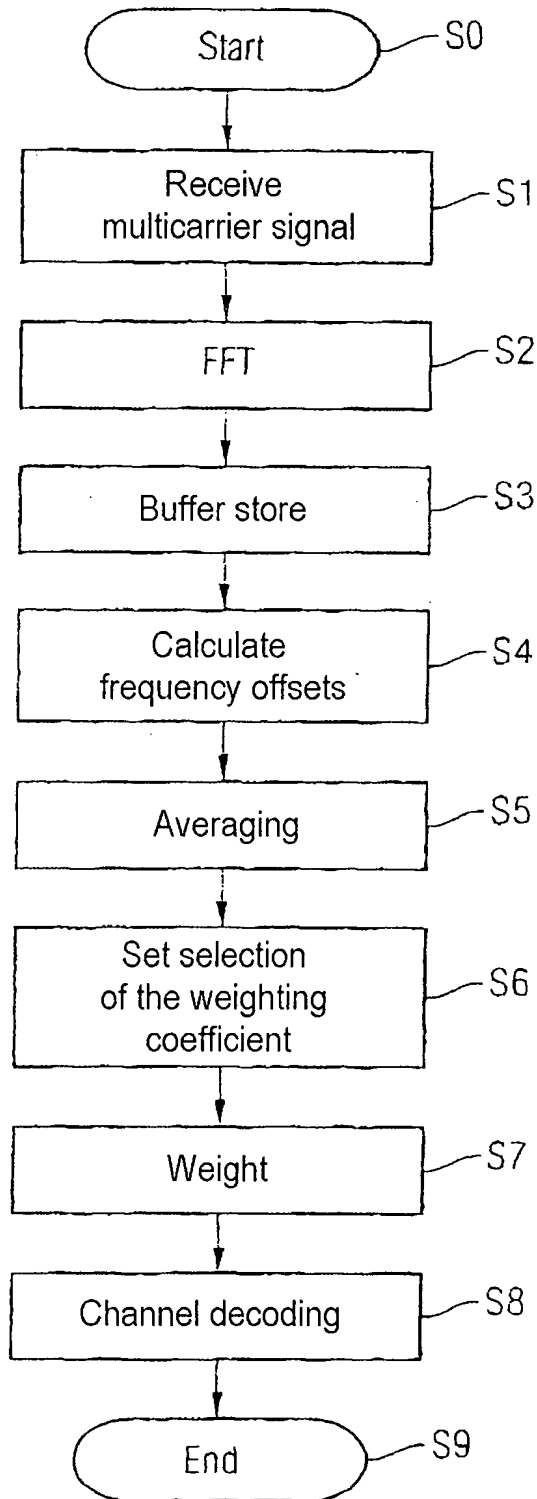 Start
S0
Receive
multicarrier signal
S1
FFT
S2
Buffer store
S3
Calculate
frequency offsets
S4
Averaging
S5
Set selection
of the weighting
coefficient
S6
Weight
S7
Channel decoding
S8
End
S9